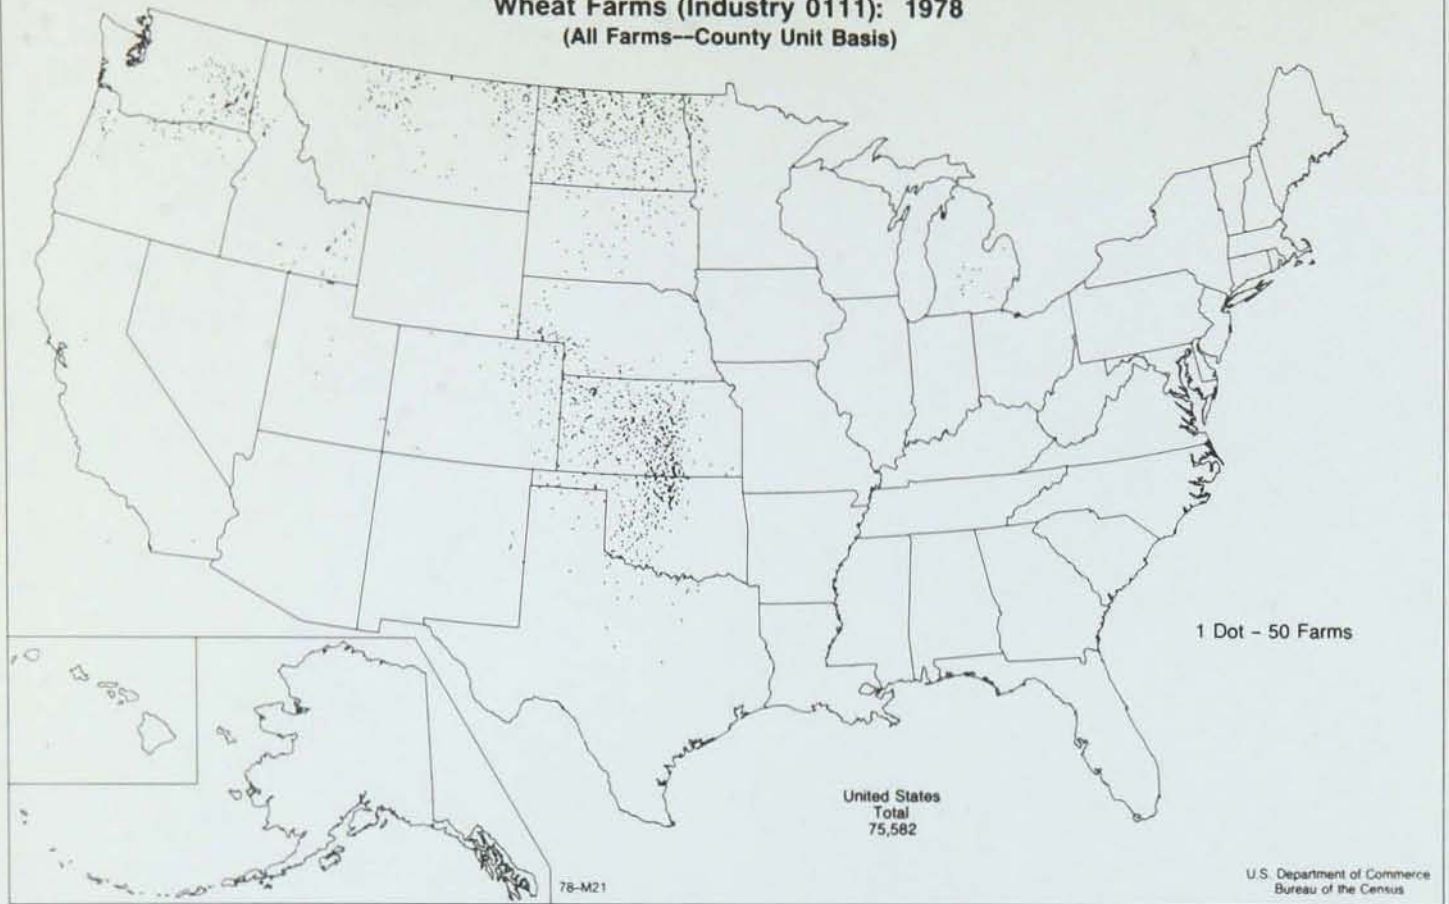 Wheat Farms (Industry 0111): 1978
(All Farms--County Unit Basis)
1 Dot - 50 Farms
United States
Total
75,582
78-M21
U.S. Department of Commerce
Bureau of the Census